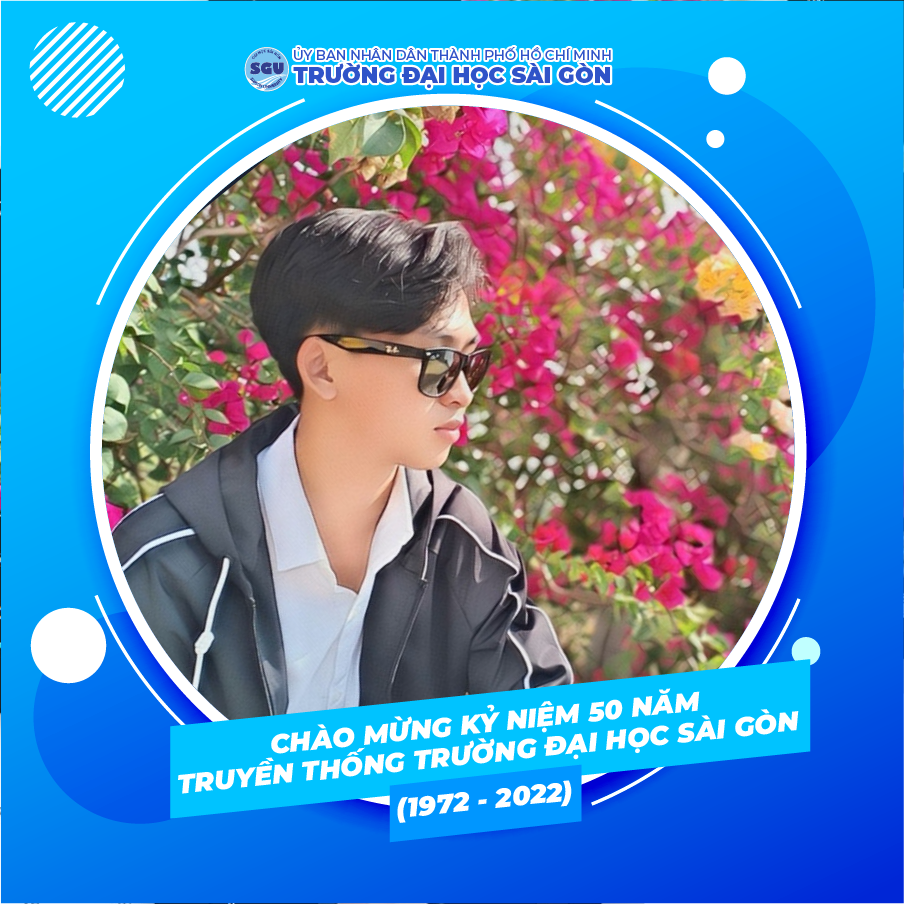 SGU
ỦY BAN NHÂN DÂN THÀNH PHỐ HỒ CHÍ MINH
TRƯỜNG ĐẠI HỌC SÀI GÒN
CHÀO MỪNG KỶ NIỆM 50 NĂM
TRUYỀN THỐNG TRƯỜNG ĐẠI HỌC SÀI GÒN
(1972 - 2022)